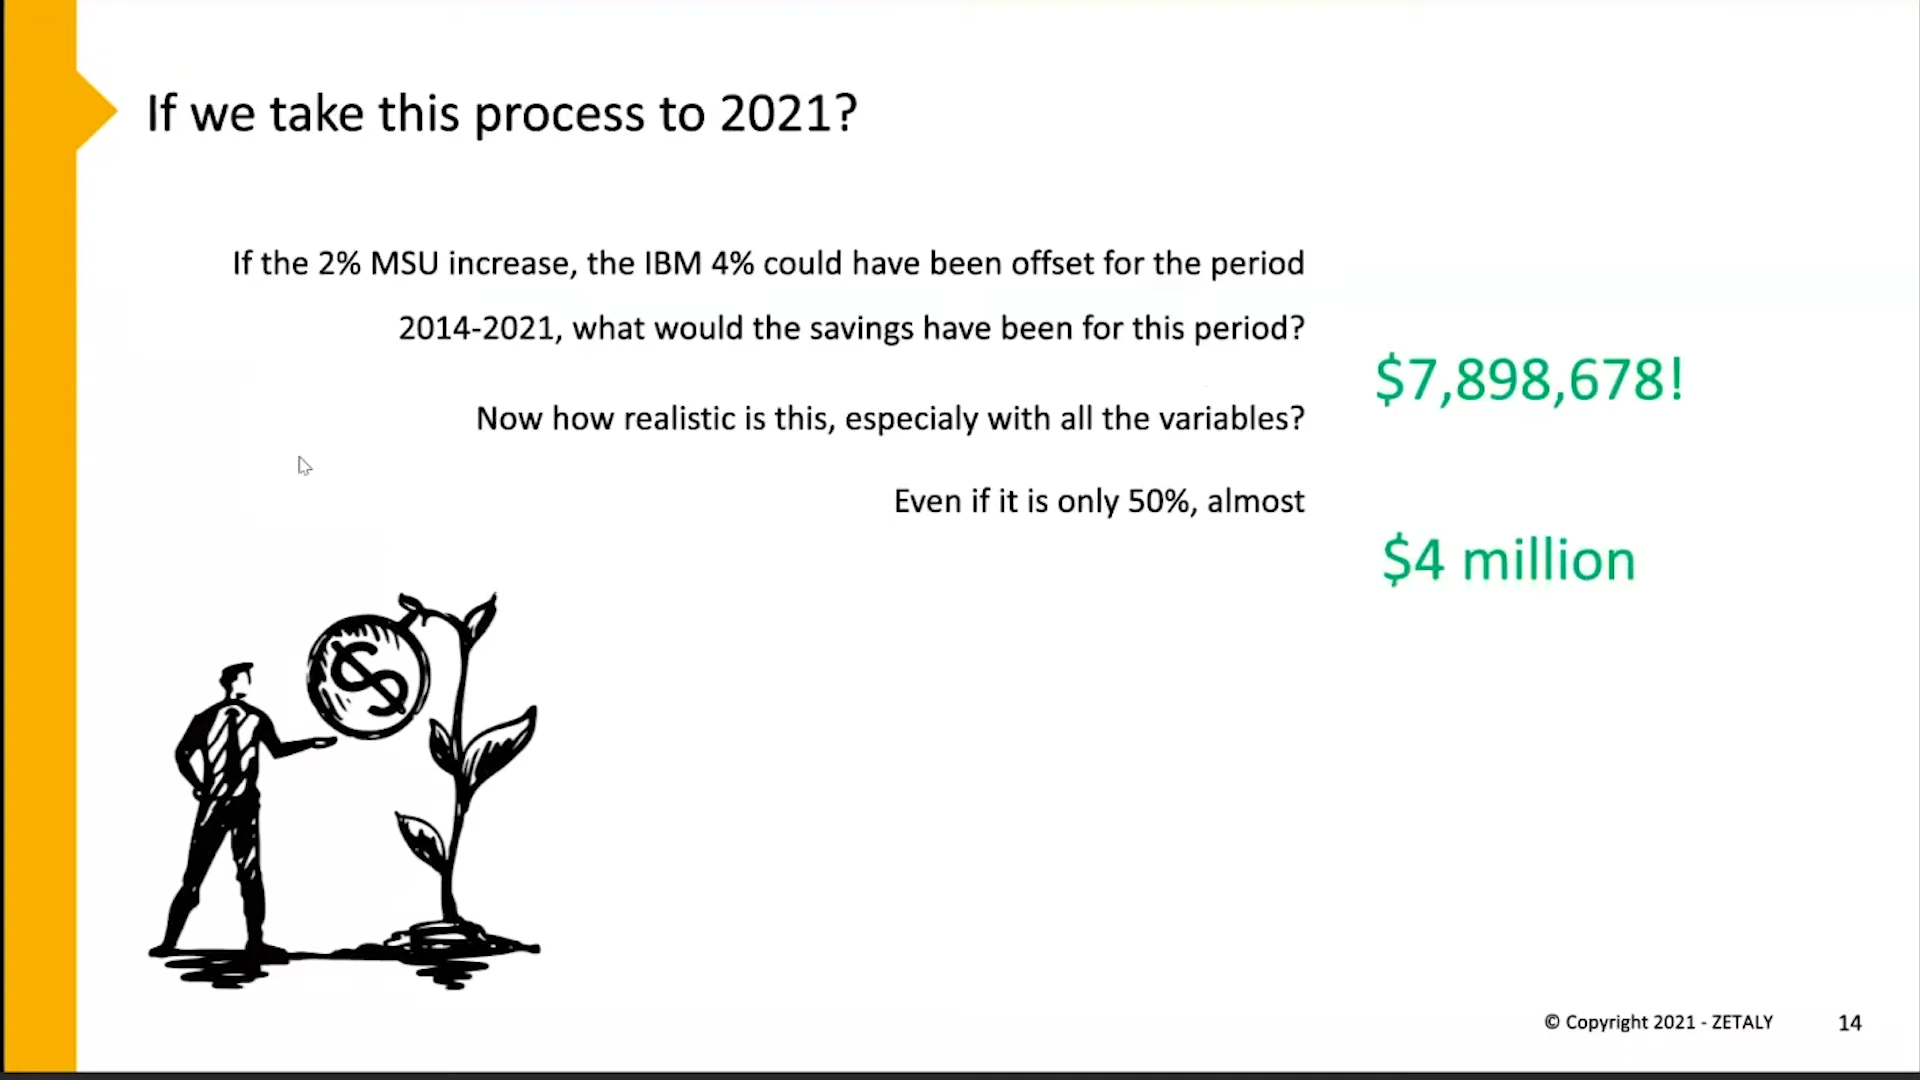 If we take this process to 2021?
If the 2% MSU increase, the IBM 4% could have been offset for the period
2014-2021, what would the savings have been for this period?
$7,898,678!
Now how realistic is this, especialy with all the variables?
Even if it is only 50%, almost
$4 million
© Copyright 2021 - ZETALY
14